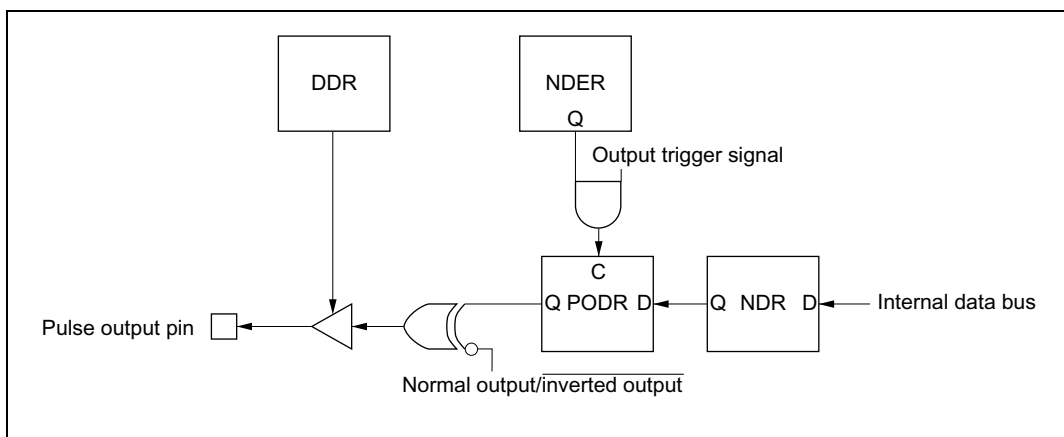 DDR
NDER
Q
Output trigger signal
C
Q PODR D
Q NDR D
Internal data bus
Pulse output pin
Normal output/inverted output